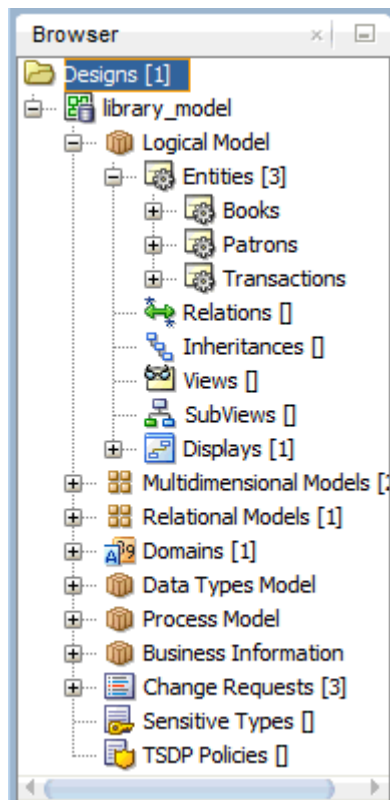 Browser
Designs [1]
library_model
Logical Model
Entities [3]
Books
Patrons
Transactions
Relations []
Inheritances []
Views []
SubViews []
Displays [1]
Multidimensional Models [
Relational Models [1]
Domains [1]
Data Types Model
Process Model
Business Information
Change Requests [3]
Sensitive Types []
TSDP Policies []